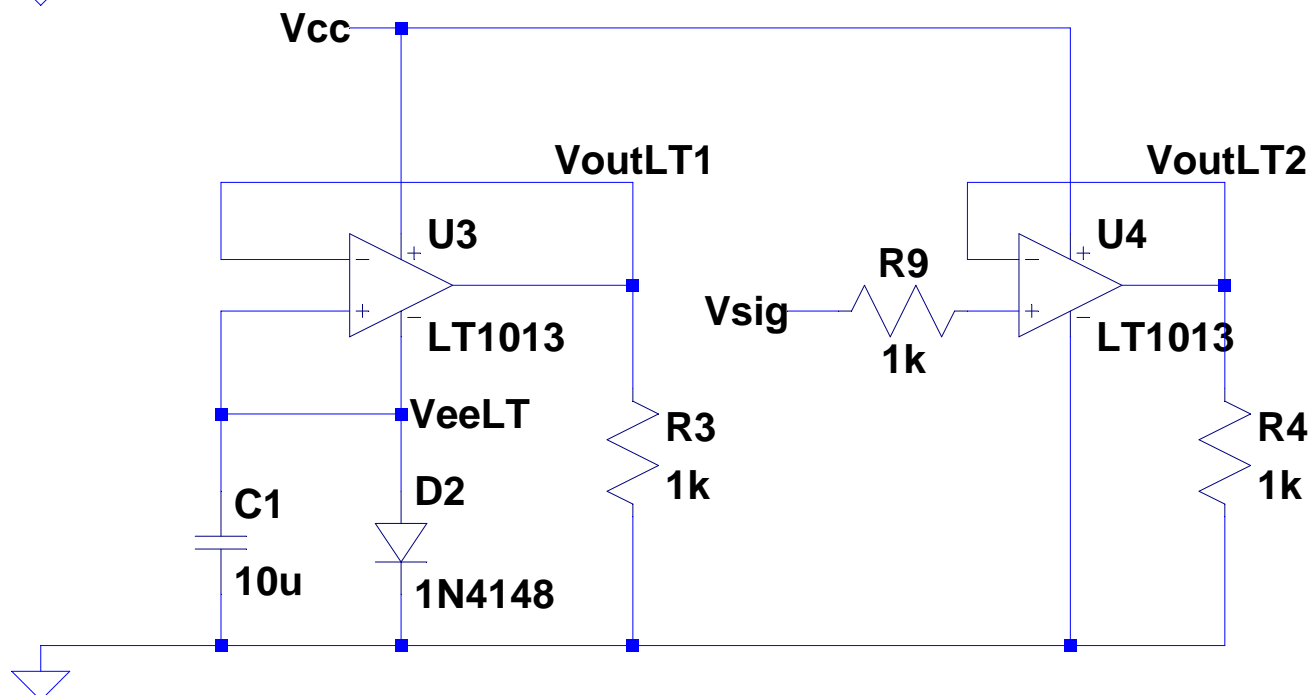 Vcc
VoutLT1
VoutLT2
U3
U4
R9
Vsig
LT1013
1k
LT1013
VeeLT
R3
1k
R4
1k
C1
10u
D2
1N4148